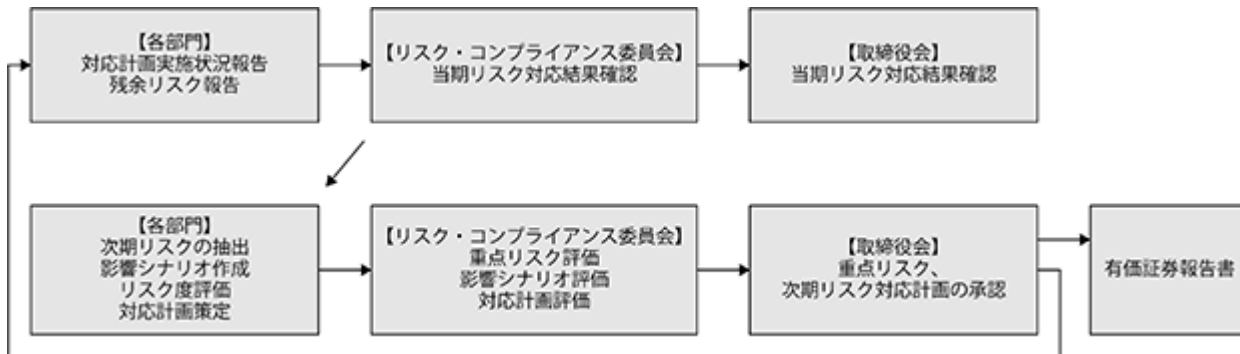 【各部門】
対応計画実施状況報告
残余リスク報告
【リスク・コンプライアンス委員会】
当期リスク対応結果確認
【取締役会】
当期リスク対応結果確認
【各部門】
次期リスクの抽出
影響シナリオ作成
リスク度評価
対応計画策定
【リスク・コンプライアンス委員会】
重点リスク評価
影響シナリオ評価
対応計画評価
【取締役会】
重点リスク、
次期リスク対応計画の承認
有価証券報告書